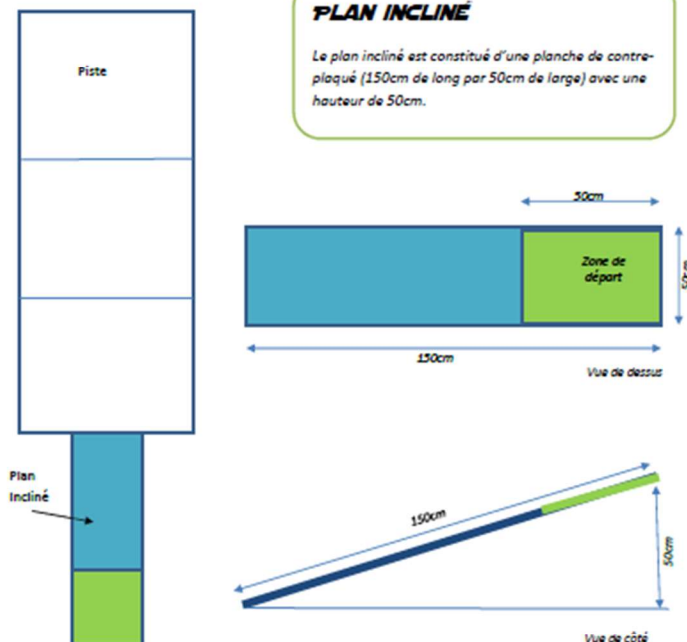 PLAN INCLINÉ
Le plan incliné est constitué d'une planche de contre-
plaqué (150cm de long par 50cm de large) avec une
hauteur de 50cm.
Piste
50cm
Zone de
départ
50cm
150cm
Vue de dessus
Plan
Incliné
150cm
50cm
Vue de côté